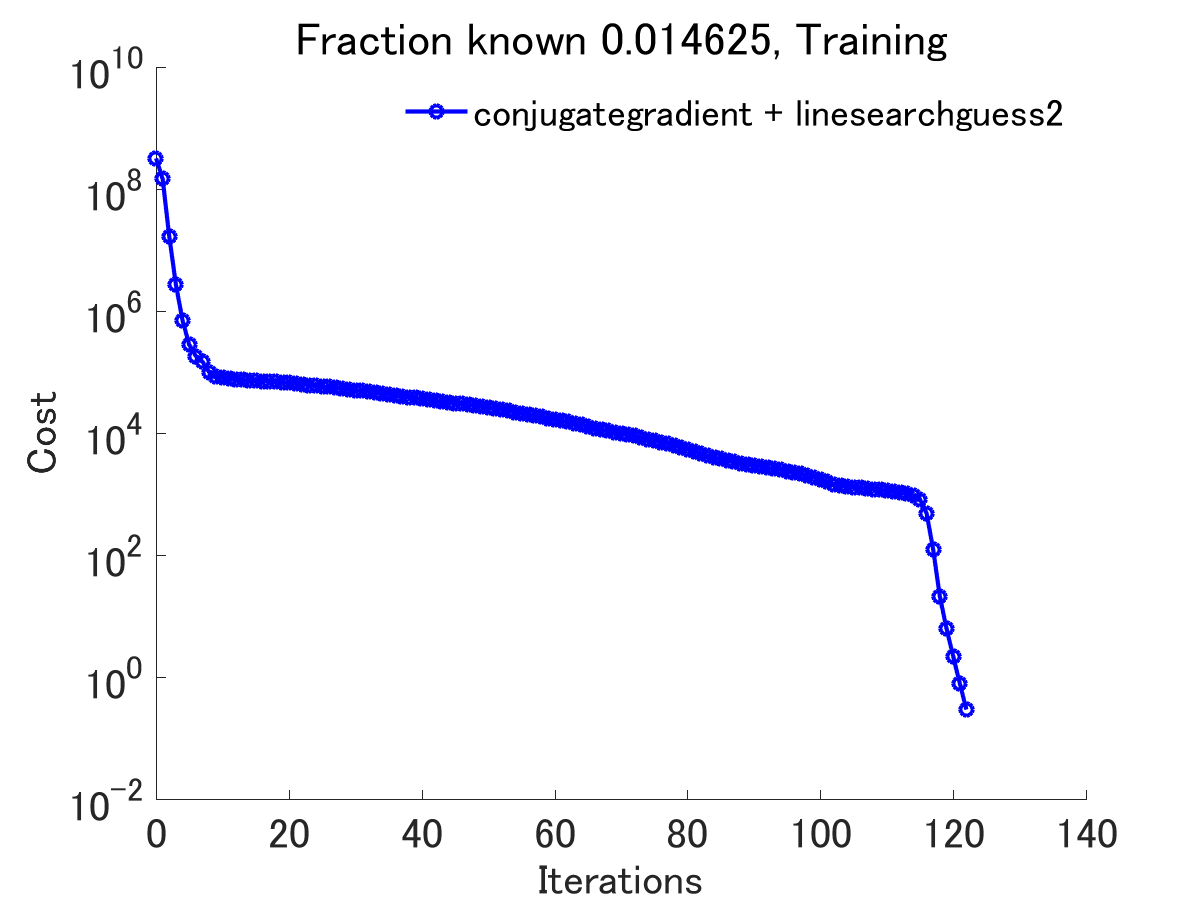 Fraction known 0.014625, Training
10^10
conjugategradient + linesearchguess2
10^8
10^6
10^4
10^2
10^0
10^-2
Cost
0 20 40 60 80 100 120 140
Iterations